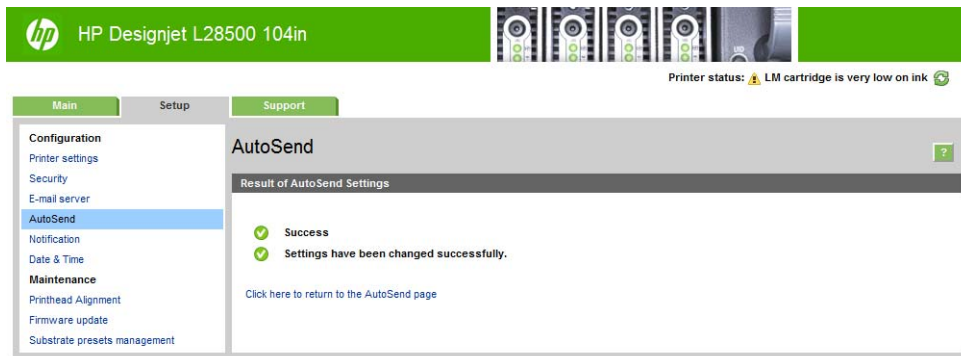 hp HP Designjet L28500 104in
Printer status: LM cartridge is very low on ink
Main Setup Support
Configuration
Printer settings
Security
E-mail server
AutoSend
Notification
Date & Time
Maintenance
Printhead Alignment
Firmware update
Substrate presets management
AutoSend
?
Result of AutoSend Settings
Success
Settings have been changed successfully.
Click here to return to the AutoSend page